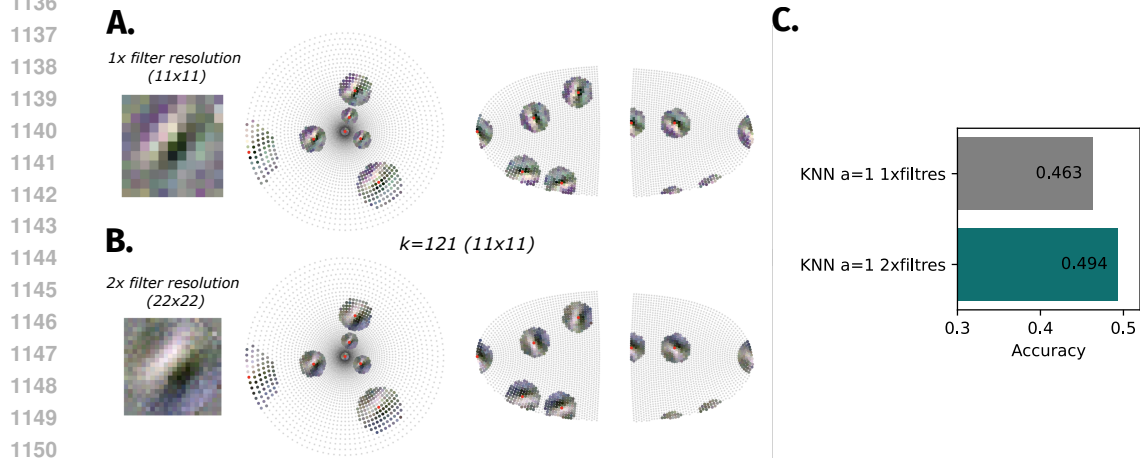 1136
1137
1138
1139
1140
1141
1142
1143
1144
1145
1146
1147
1148
1149
1150
A.
1x filter resolution
(11x11)
B.
k=121 (11x11)
2x filter resolution
(22x22)
C.
KNN a=1 1xfiltres
0.463
KNN a=1 2xfiltres
0.494
0.3 0.4 0.5
Accuracy